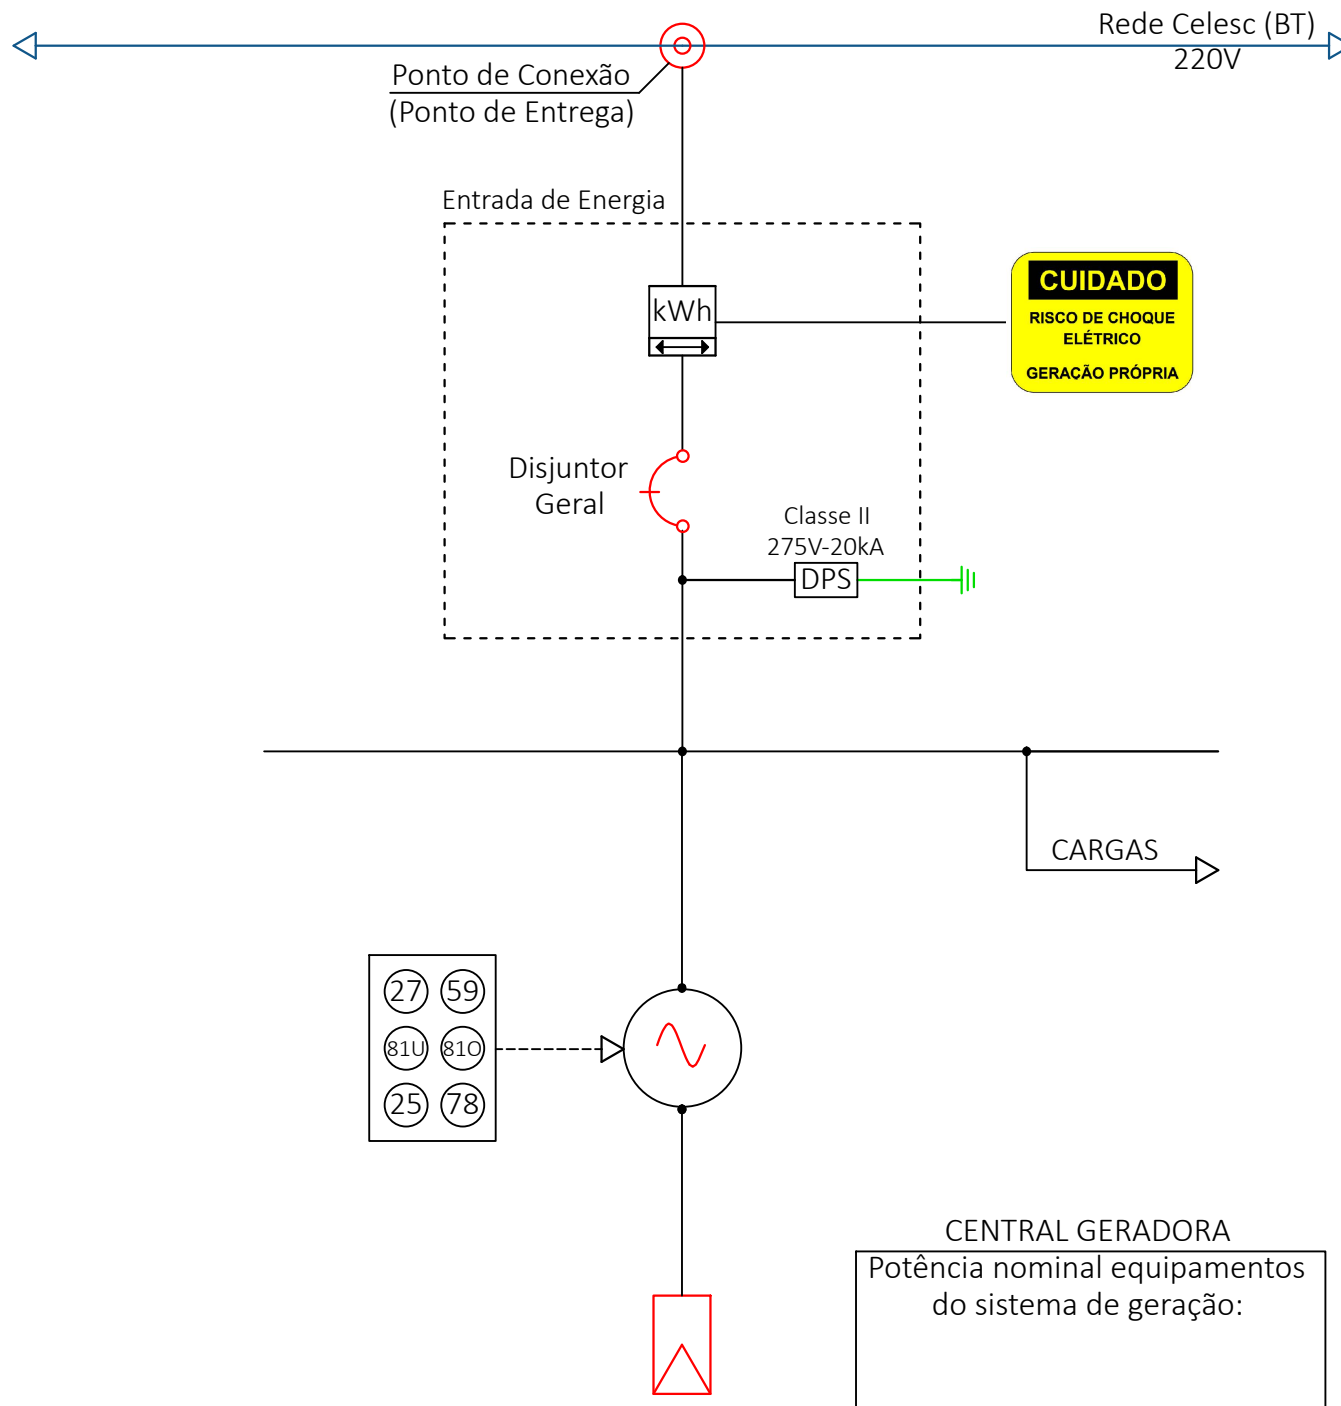 Rede Celesc (BT)
220V
Ponto de Conexão
(Ponto de Entrega)
Entrada de Energia
kWh
CUIDADO
RISCO DE CHOQUE
ELÉTRICO
GERAÇÃO PRÓPRIA
Disjuntor
Geral
Classe II
275V-20kA
DPS
CARGAS
27 59
81U 81O
25 78
CENTRAL GERADORA
Potência nominal equipamentos
do sistema de geração: